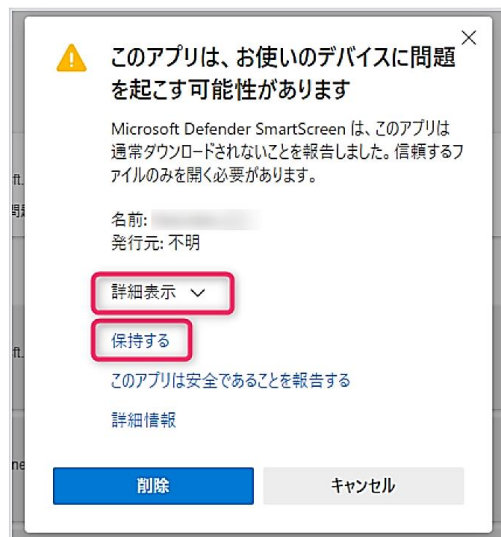 このアプリは、お使いのデバイスに問題
を起こす可能性があります
Microsoft Defender SmartScreen は、このアプリは
通常ダウンロードされないことを報告しました。信頼するフ
ァイルのみを開く必要があります。
名前:
発行元: 不明
詳細表示
保持する
このアプリは安全であることを報告する
詳細情報
削除
キャンセル